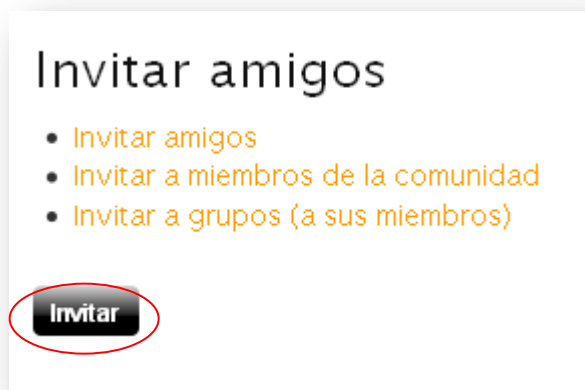 Invitar amigos
Invitar amigos
Invitar a miembros de la comunidad
Invitar a grupos (a sus miembros)
Invitar